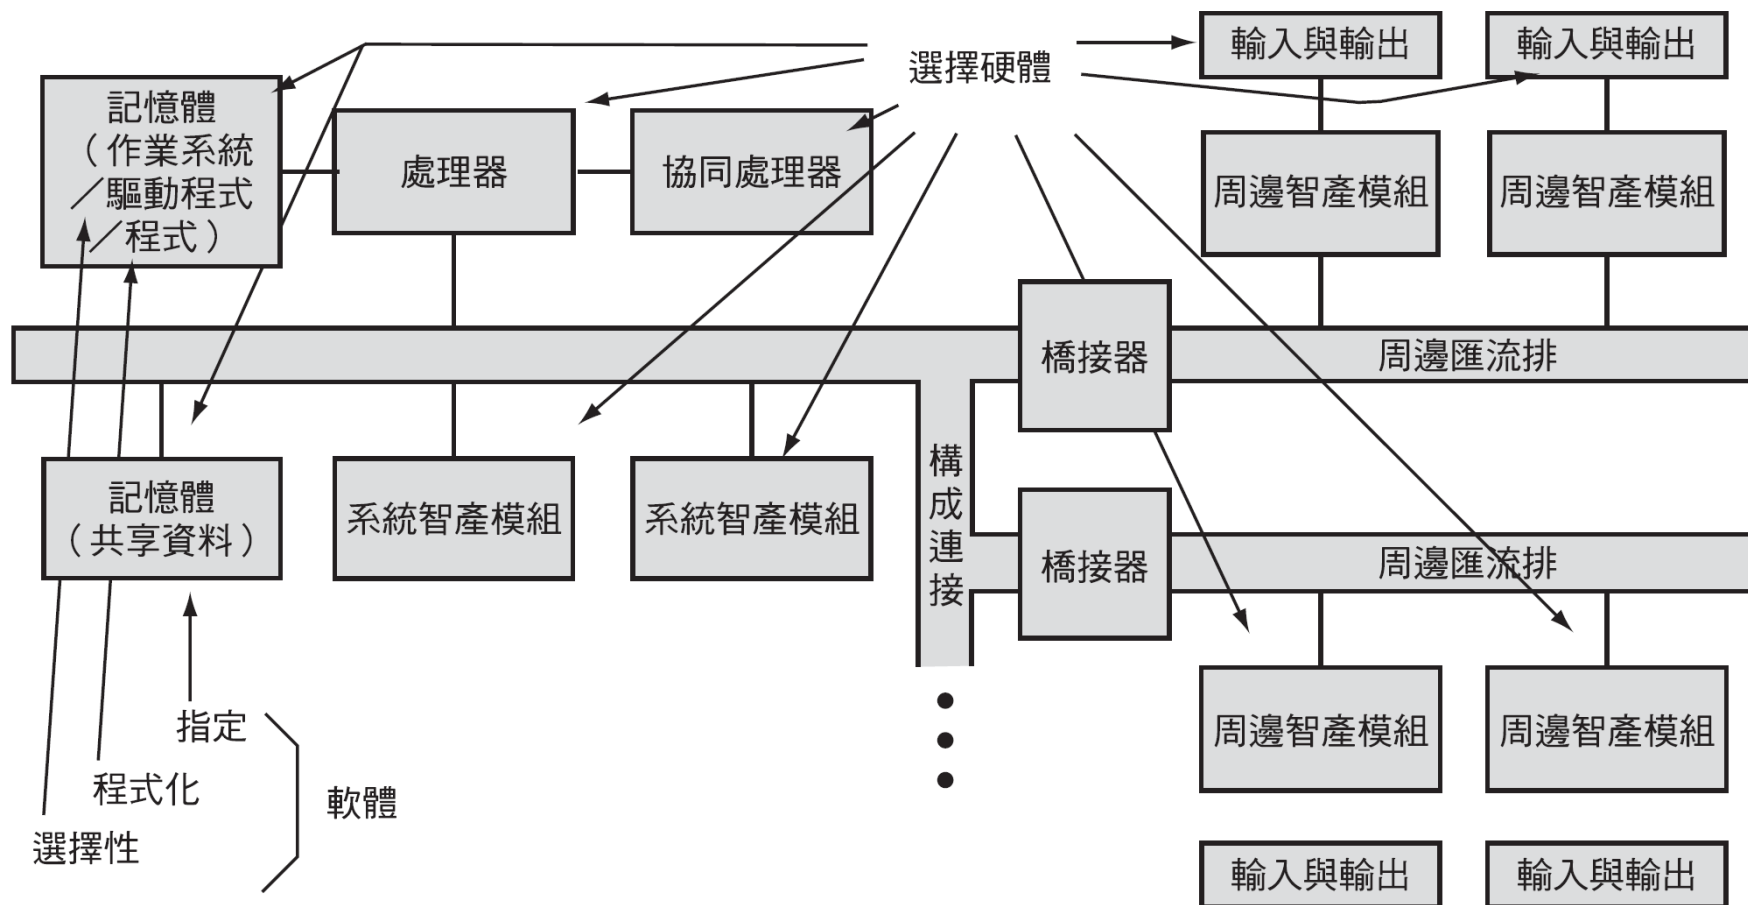 選擇硬體
輸入與輸出
輸入與輸出
記憶體
（作業系統
／驅動程式
／程式）
處理器
協同處理器
周邊智產模組
周邊智產模組
橋接器
周邊匯流排
構成連接
記憶體
（共享資料）
系統智產模組
系統智產模組
橋接器
周邊匯流排
指定
程式化
選擇性
軟體
周邊智產模組
周邊智產模組
輸入與輸出
輸入與輸出